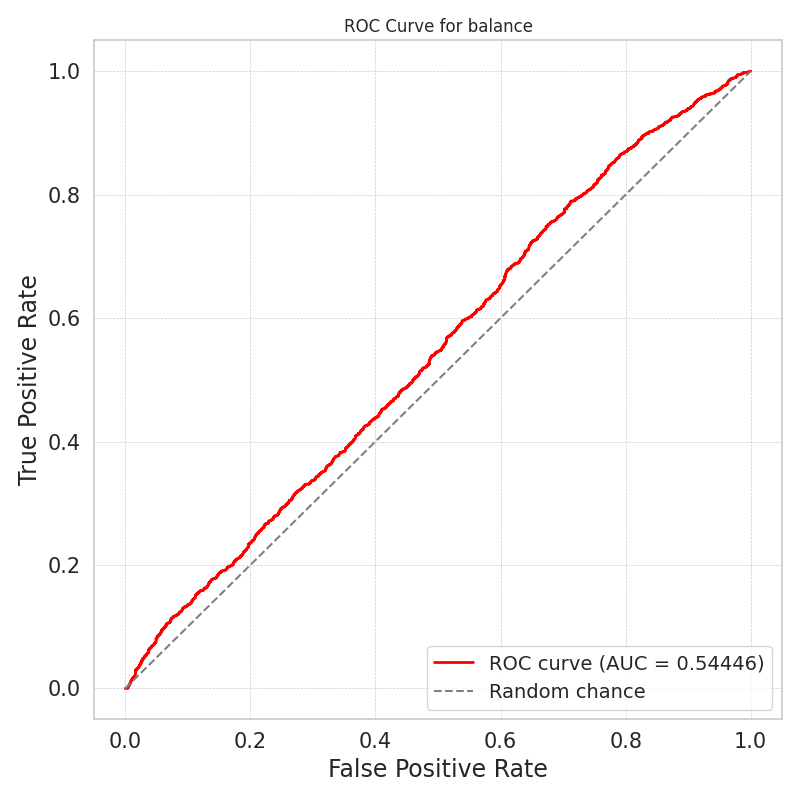 ROC Curve for balance
1.0
0.8
0.6
0.4
0.2
0.0
True Positive Rate
ROC curve (AUC = 0.54446)
Random chance
0.0 0.2 0.4 0.6 0.8 1.0
False Positive Rate